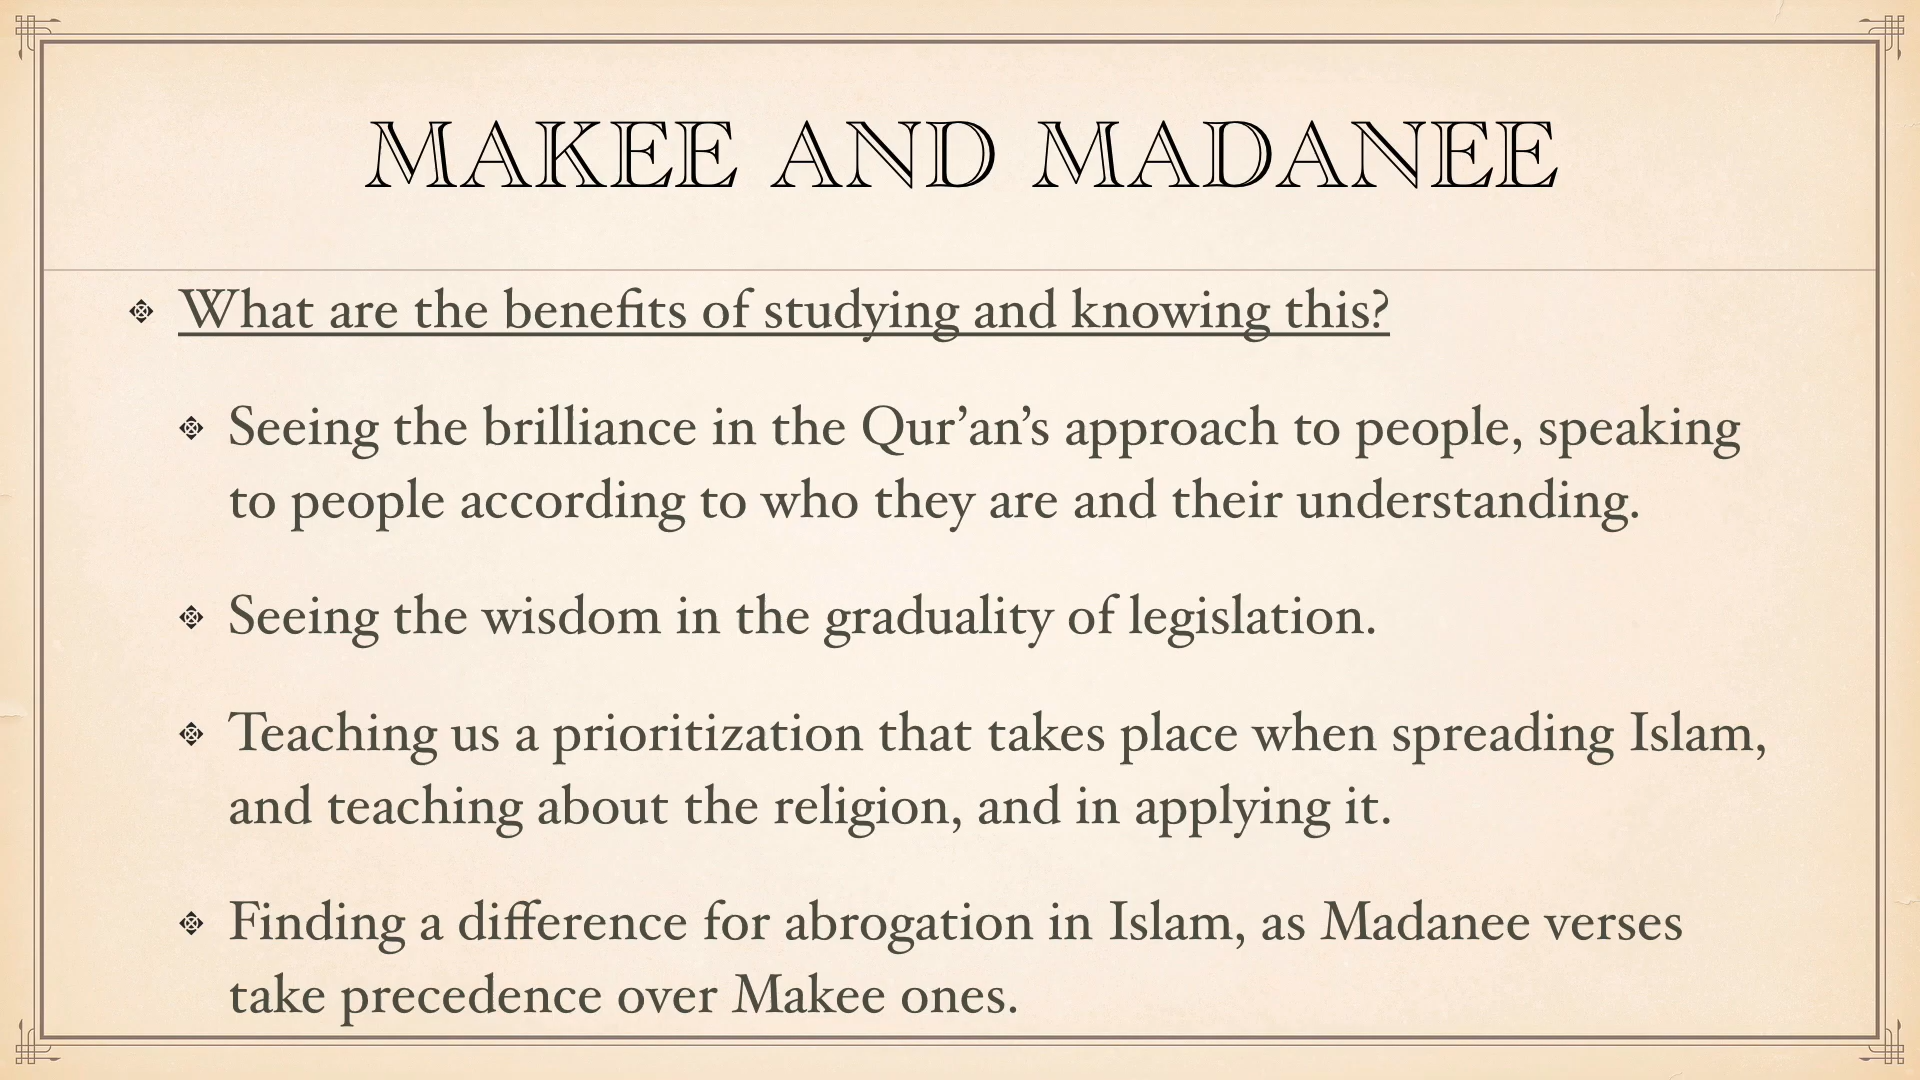 MAKEE AND MADANEE
What are the benefits of studying and knowing this?
Seeing the brilliance in the Qur’an’s approach to people, speaking
to people according to who they are and their understanding.
Seeing the wisdom in the graduality of legislation.
Teaching us a prioritization that takes place when spreading Islam,
and teaching about the religion, and in applying it.
Finding a difference for abrogation in Islam, as Madanee verses
take precedence over Makee ones.